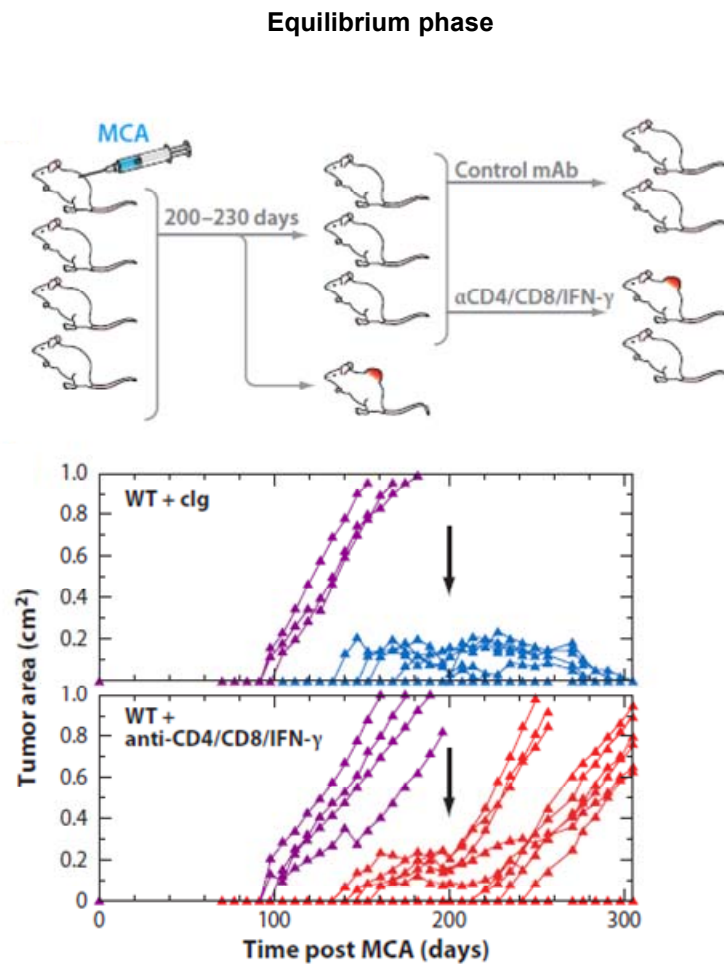 Equilibrium phase
MCA
200–230 days
Control mAb
αCD4/CD8/IFN-γ
1.0
0.8
0.6
0.4
0.2
WT + cIg
1.0
0.8
0.6
0.4
0.2
0
WT +
anti-CD4/CD8/IFN-γ
Tumor area (cm²)
0
100
200
300
Time post MCA (days)